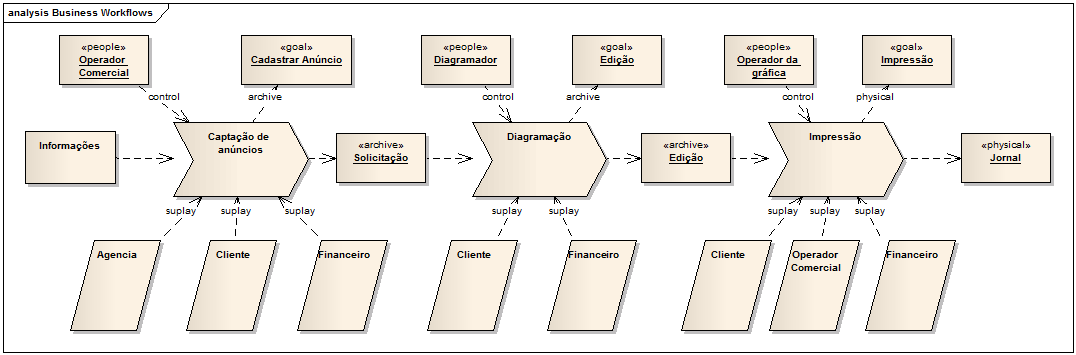 analysis Business Workflows
«people»
Operador
Comercial
«goal»
Cadastrar Anúncio
«people»
Diagramador
«goal»
Edição
«people»
Operador da
gráfica
«goal»
Impressão
control
archive
control
archive
control
physical
Informações
Captação de
anúncios
«archive»
Solicitação
Diagramação
«archive»
Edição
Impressão
«physical»
Jornal
suplay
suplay
suplay
suplay
suplay
suplay
suplay
suplay
Agencia
Cliente
Financeiro
Cliente
Financeiro
Cliente
Operador
Comercial
Financeiro